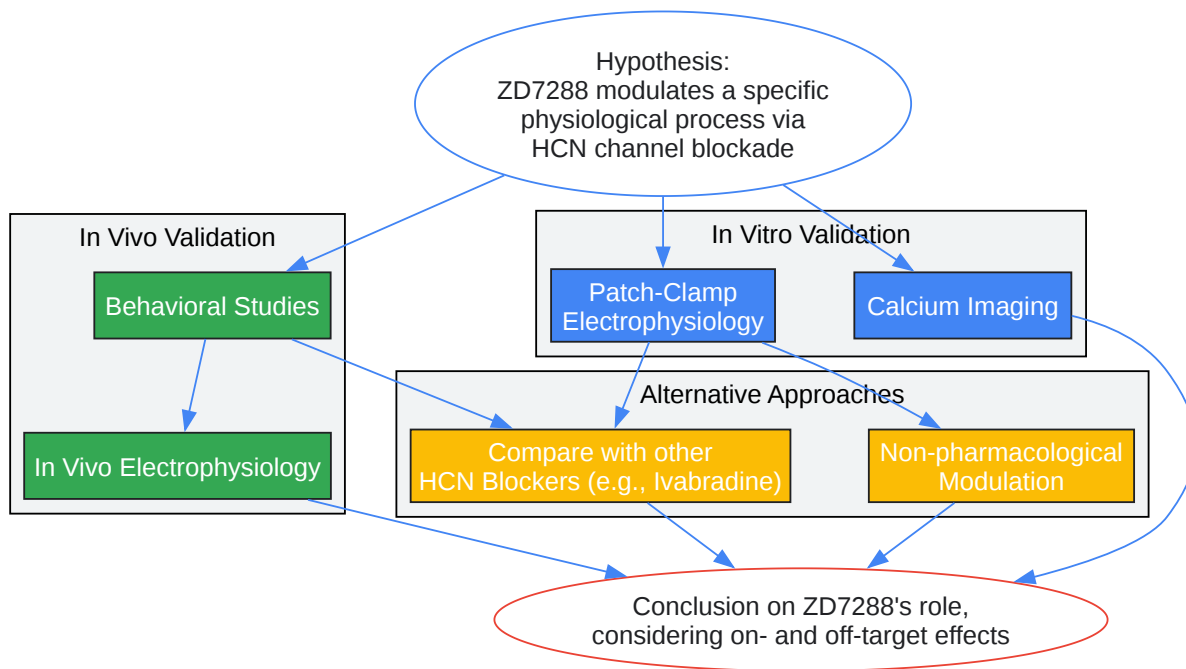 Hypothesis:
ZD7288 modulates a specific
physiological process via
HCN channel blockade
In Vivo Validation
Behavioral Studies
In Vivo Electrophysiology
In Vitro Validation
Patch-Clamp
Electrophysiology
Calcium Imaging
Alternative Approaches
Compare with other
HCN Blockers (e.g., Ivabradine)
Non-pharmacological
Modulation
Conclusion on ZD7288's role,
considering on- and off-target effects